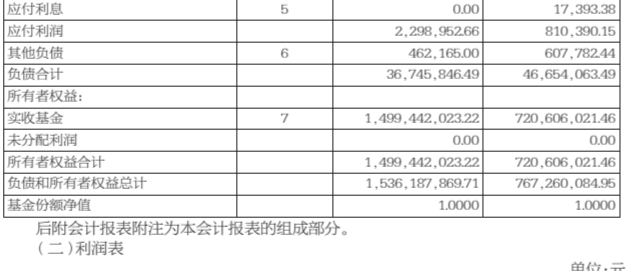 应付利息 5 0.00 17,393.38
应付利润 2,298,952.66 810,390.15
其他负债 6 462,165.00 607,782.44
负债合计 36,745,846.49 46,654,063.49
所有者权益:
实收基金 7 1,499,442,023.22 720,606,021.46
未分配利润 0.00 0.00
所有者权益合计 1,499,442,023.22 720,606,021.46
负债和所有者权益总计 1,536,187,869.71 767,260,084.95
基金份额净值 1.0000 1.0000
后附会计报表附注为本会计报表的组成部分。
(二)利润表
单位:元